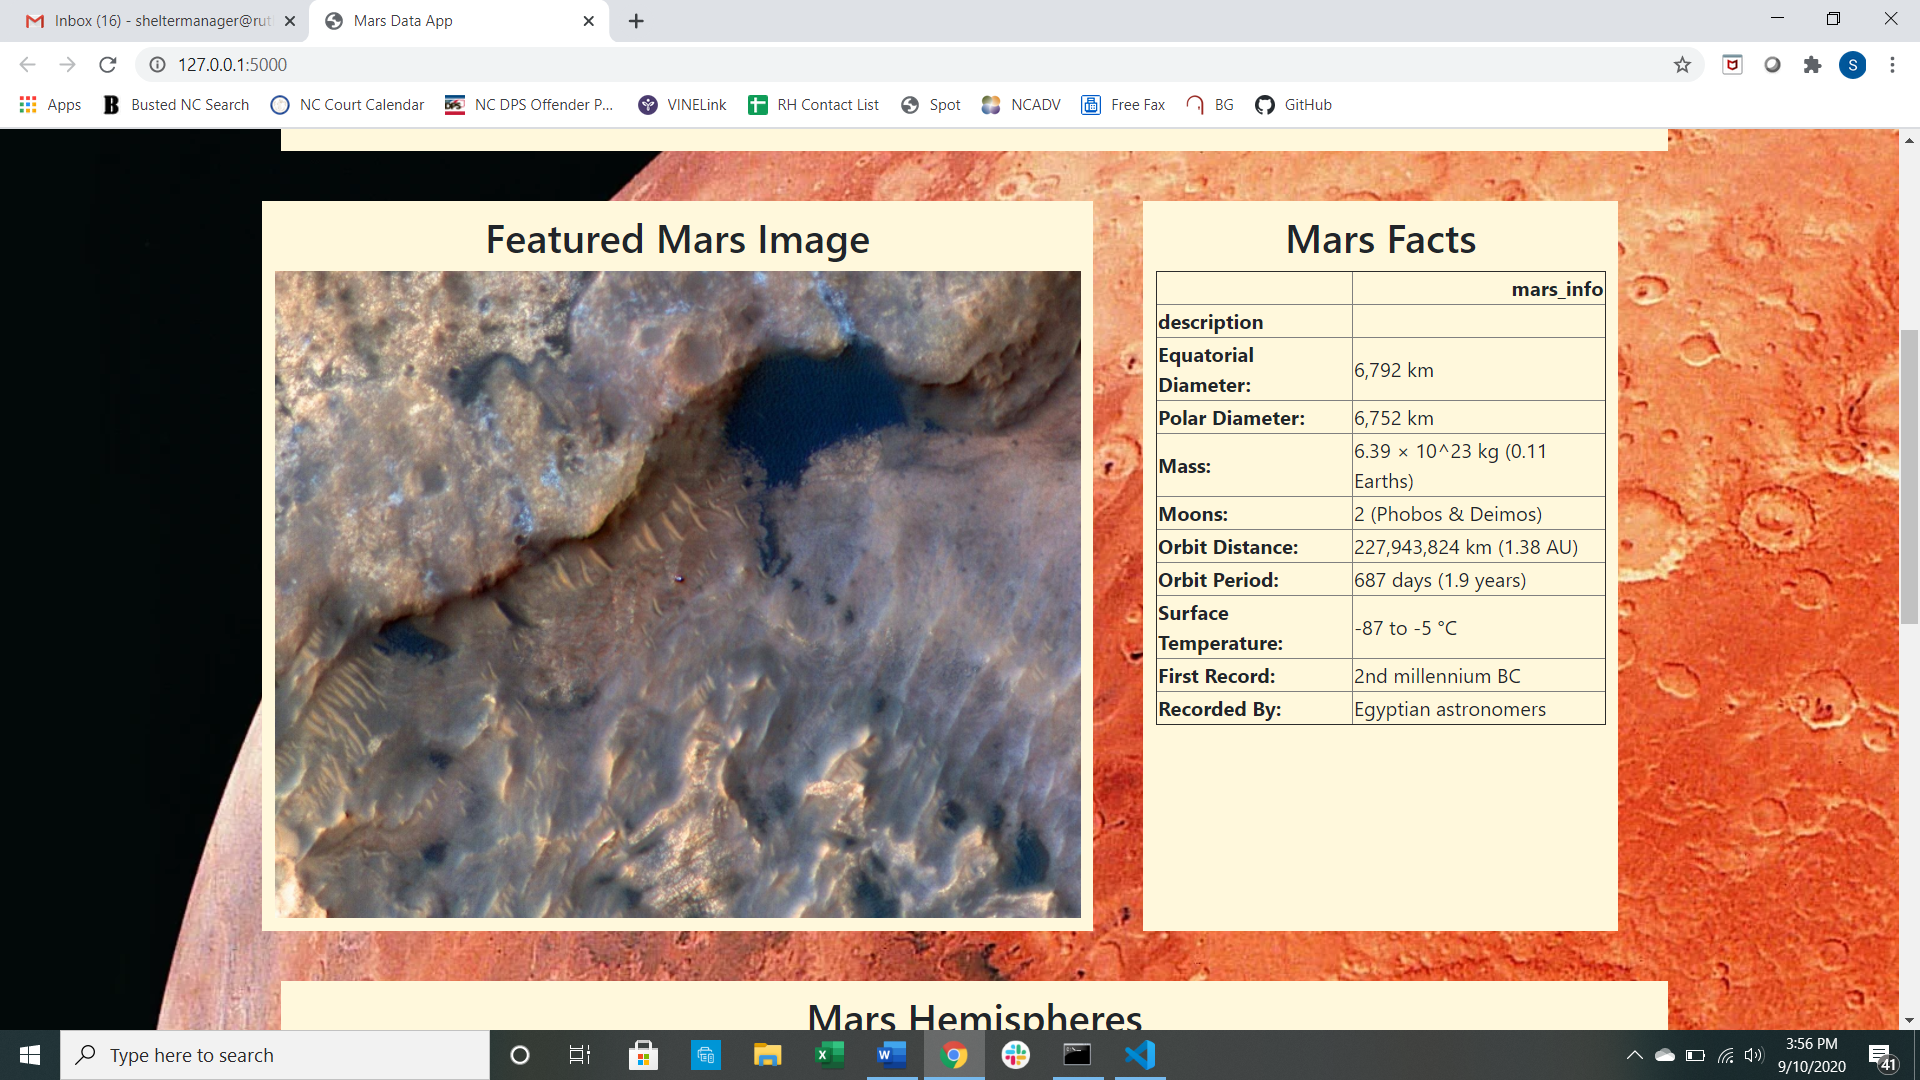 Inbox (16) - sheltermanager@rut
Mars Data App
127.0.0.1:5000
Apps
Busted NC Search
NC Court Calendar
NC DPS Offender P...
VINELink
RH Contact List
Spot
NCADV
Free Fax
BG
GitHub
S
Featured Mars Image
Mars Facts
mars_info
description
Equatorial
Diameter:
6,792 km
Polar Diameter:
6,752 km
Mass:
6.39 × 10^23 kg (0.11
Earths)
Moons:
2 (Phobos & Deimos)
Orbit Distance:
227,943,824 km (1.38 AU)
Orbit Period:
687 days (1.9 years)
Surface
Temperature:
-87 to -5 °C
First Record:
2nd millennium BC
Recorded By:
Egyptian astronomers
Mars Hemispheres
Type here to search
3:56 PM
9/10/2020
41